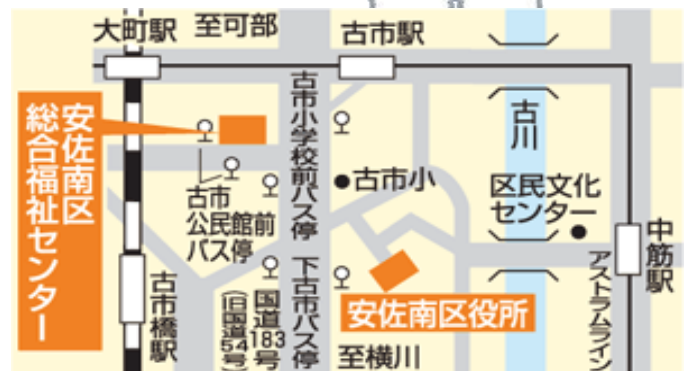 大町駅
至可部
古市駅
安佐南区
総合福祉センター
古市
公民館前
バス停
古市小学校前バス停
古市小
古川
区民文化
センター
中筋駅
アストラムライン
古市橋駅
国道183号
(旧国道54号)
下古市バス停
安佐南区役所
至横川